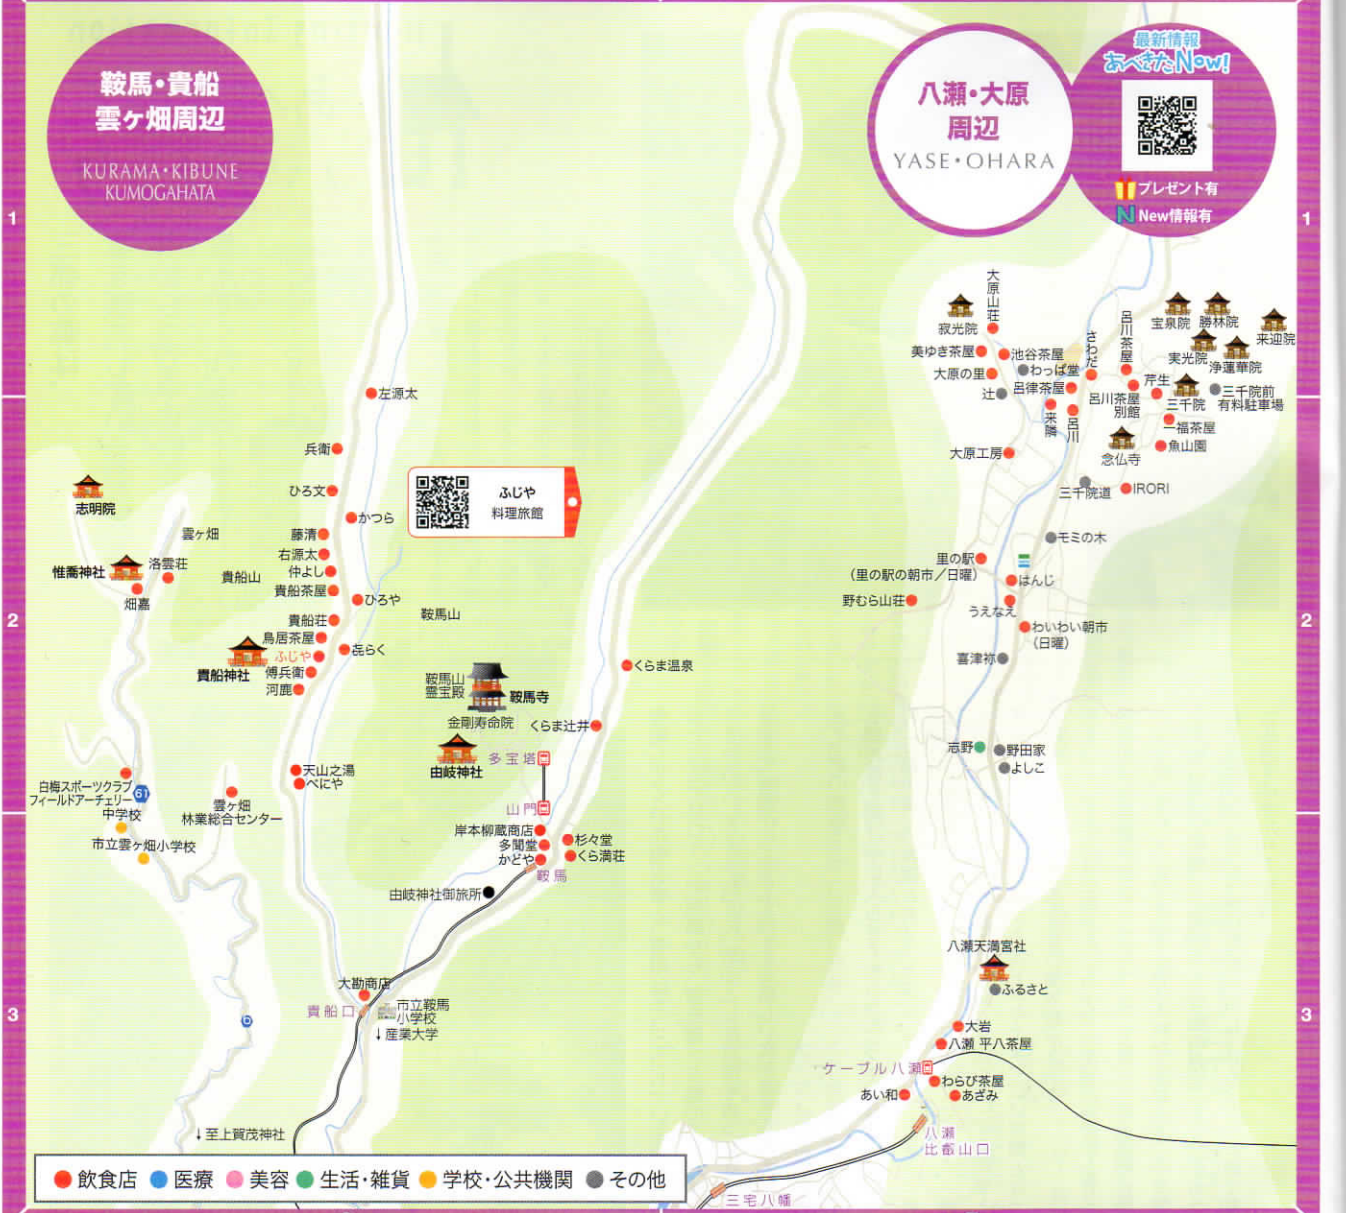 鞍馬・貴船
雲ヶ畑周辺
KURAMA・KIBUNE
KUMOGAHATA
八瀬・大原
周辺
YASE・OHARA
最新情報
あべきたNow!
プレゼント有
N New情報有
1
1
2
2
3
3
左源太
兵衛
ひろ文
かつら
藤清
右源太
仲よし
貴船茶屋
ひろや
貴船荘
鳥居茶屋
ふじや
貴船神社
傅兵衛
河鹿
㐂らく
天山之湯
べにや
ふじや
料理旅館
志明院
雲ヶ畑
惟喬神社
洛雲荘
畑嘉
貴船山
鞍馬山
鞍馬山
霊宝殿
鞍馬寺
金剛寿命院
由岐神社
多宝塔
山門
くらま温泉
くらま辻井
岸本柳蔵商店
多聞堂
かどや
杉々堂
くら満荘
鞍馬
由岐神社御旅所
白梅スポーツクラブ
フィールドアーチェリー
61
中学校
市立雲ヶ畑小学校
雲ヶ畑
林業総合センター
大勘商店
貴船口
市立鞍馬
小学校
↓産業大学
↓至上賀茂神社
大原山荘
寂光院
美ゆき茶屋
池谷茶屋
大原の里
わっぱ堂
辻
呂律茶屋
さわだ
呂川茶屋
宝泉院
勝林院
来迎院
実光院
浄蓮華院
芹生
呂川茶屋
別館
三千院
三千院前
有料駐車場
来隣
呂川
一福茶屋
念仏寺
魚山園
大原工房
三千院道
IRORI
モミの木
里の駅
(里の駅の朝市/日曜)
はんじ
野むら山荘
うえなえ
わいわい朝市
(日曜)
喜津祢
志野
野田家
よしこ
八瀬天満宮社
ふるさと
大岩
八瀬 平八茶屋
ケーブル八瀬
わらび茶屋
あい和
あざみ
八瀬
比叡山口
三宅八幡
飲食店 医療 美容 生活・雑貨 学校・公共機関 その他